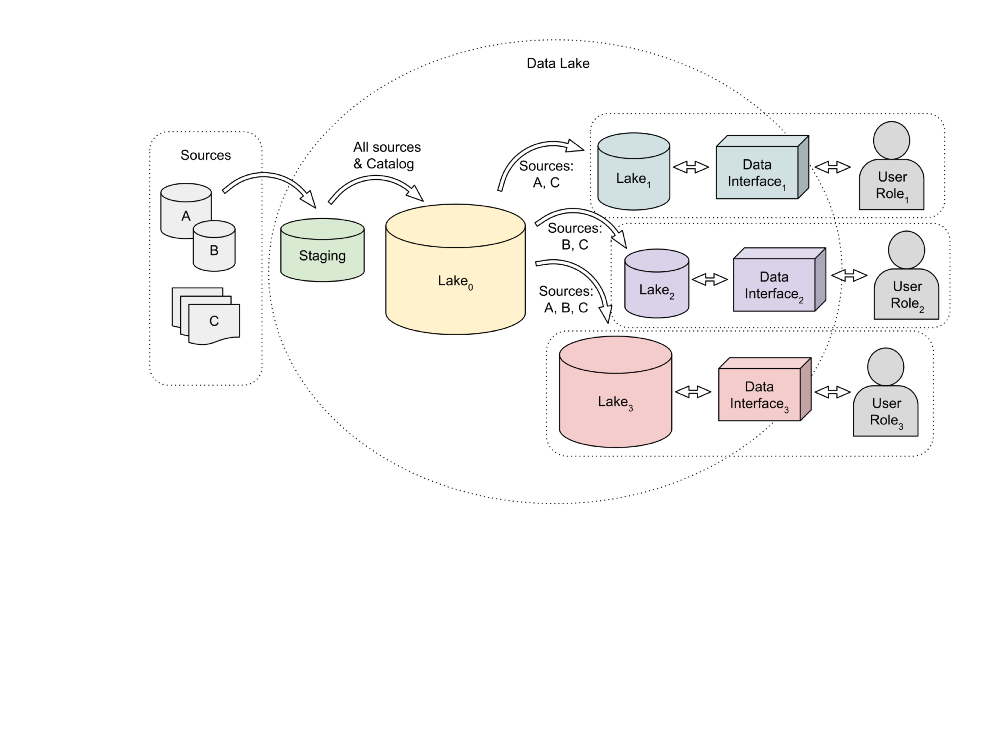 Data Lake
Sources
A
B
C
All sources
& Catalog
Staging
Lake₀
Sources:
A, C
Sources:
B, C
Sources:
A, B, C
Lake₁
Data
Interface₁
User
Role₁
Lake₂
Data
Interface₂
User
Role₂
Lake₃
Data
Interface₃
User
Role₃